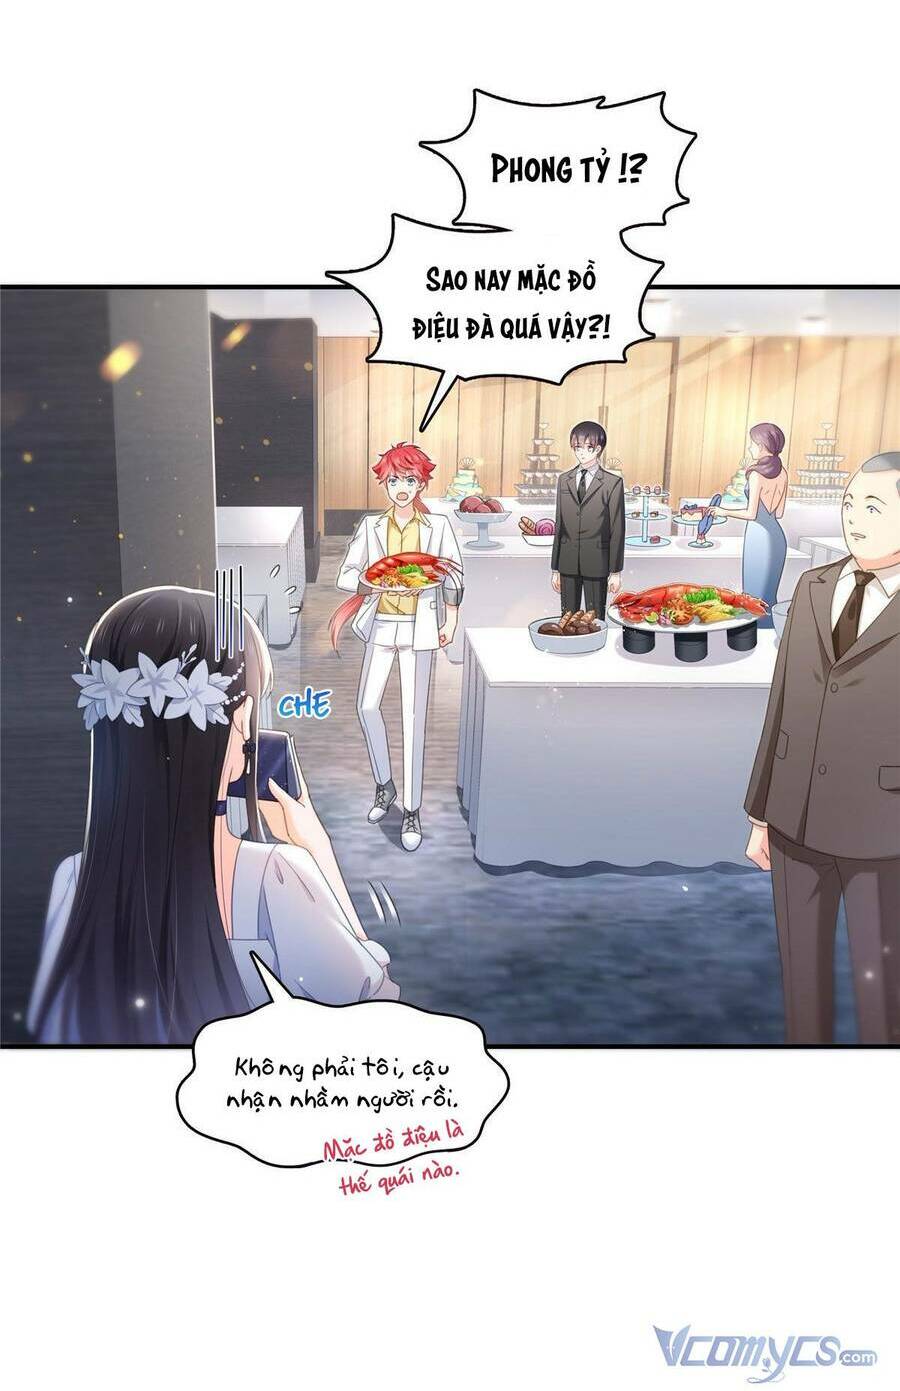 PHONG TỶ !?
SAO NAY MẶC ĐỒ
ĐIỆU ĐÀ QUÁ VẬY?!
CHE
Không phải tôi, cậu
nhận nhầm người rồi.
Mặc đồ điệu là
thế quái nào.
VCOMYCS.com